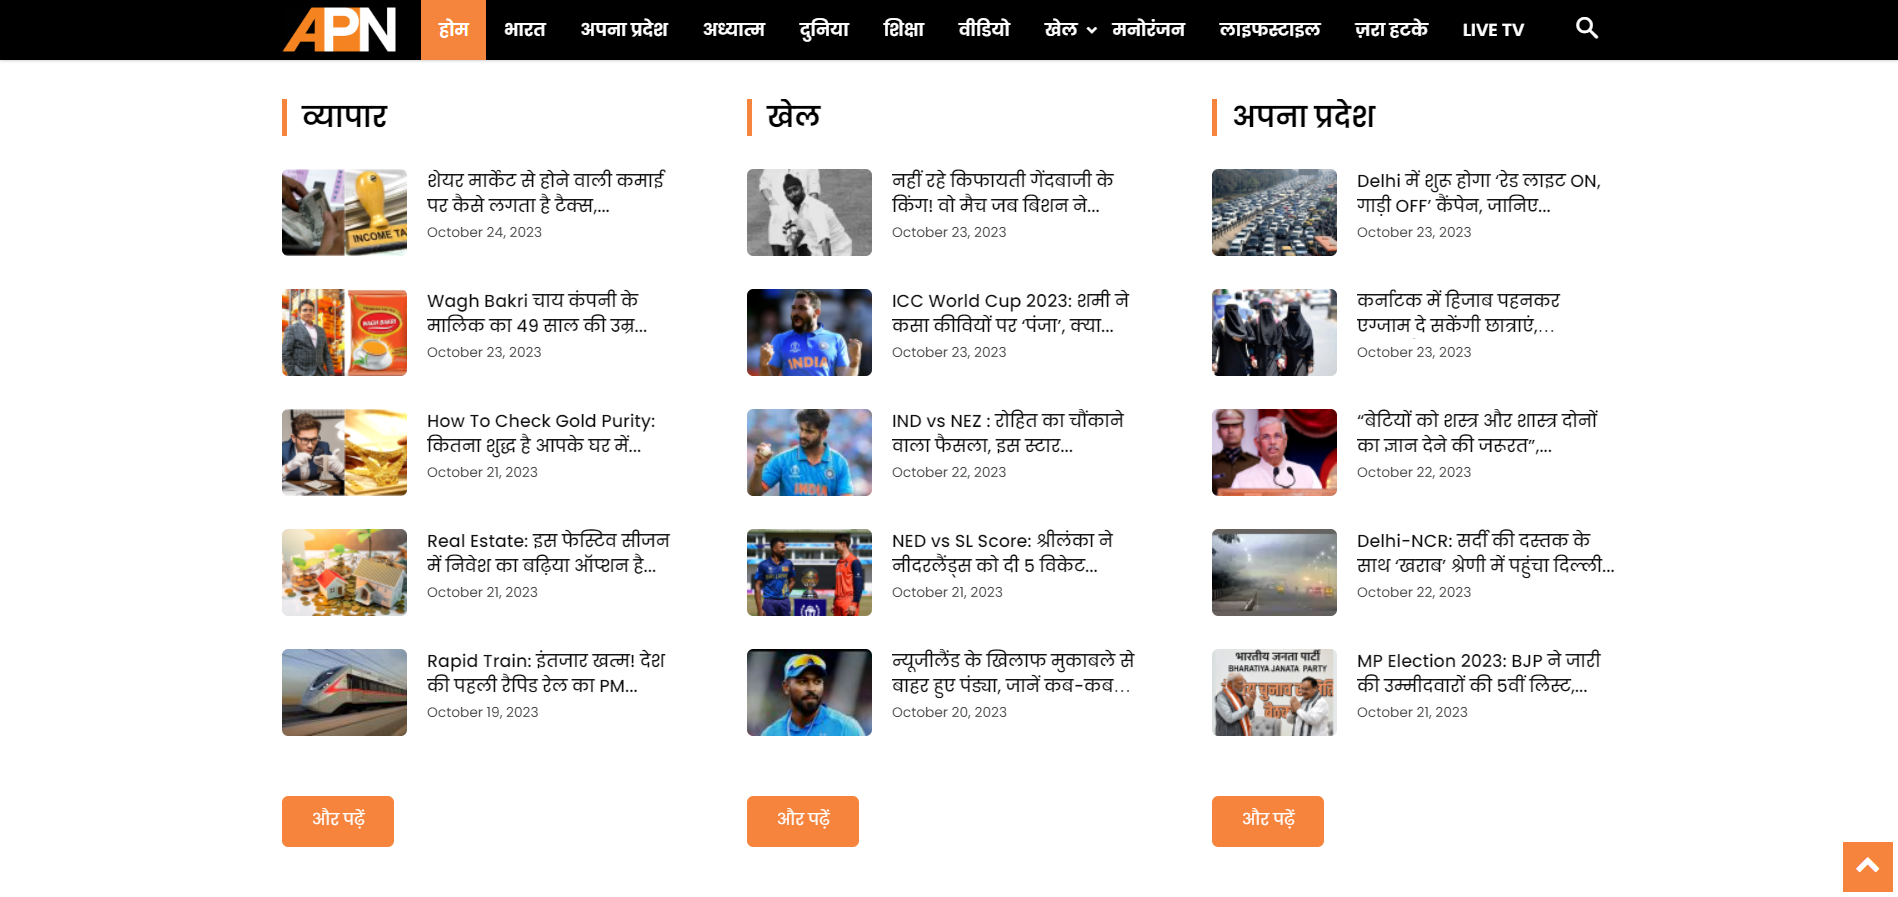 APN
होम भारत अपना प्रदेश अध्यात्म दुनिया शिक्षा वीडियो खेल मनोरंजन लाइफस्टाइल ज़रा हटके LIVE TV
व्यापार
शेयर मार्केट से होने वाली कमाई
पर कैसे लगता है टैक्स,...
October 24, 2023
Wagh Bakri चाय कंपनी के
मालिक का 49 साल की उम्र...
October 23, 2023
How To Check Gold Purity:
कितना शुद्ध है आपके घर में...
October 21, 2023
Real Estate: इस फेस्टिव सीजन
में निवेश का बढ़िया ऑप्शन है...
October 21, 2023
Rapid Train: इंतजार खत्म! देश
की पहली रैपिड रेल का PM...
October 19, 2023
और पढ़ें
खेल
नहीं रहे किफायती गेंदबाजी के
किंग! वो मैच जब बिशन ने...
October 23, 2023
ICC World Cup 2023: शमी ने
कसा कीवियों पर ‘पंजा’, क्या...
October 23, 2023
IND vs NEZ : रोहित का चौंकाने
वाला फैसला, इस स्टार...
October 22, 2023
NED vs SL Score: श्रीलंका ने
नीदरलैंड्स को दी 5 विकेट...
October 21, 2023
न्यूजीलैंड के खिलाफ मुकाबले से
बाहर हुए पंड्या, जानें कब-कब...
October 20, 2023
और पढ़ें
अपना प्रदेश
Delhi में शुरू होगा ‘रेड लाइट ON,
गाड़ी OFF’ कैंपेन, जानिए...
October 23, 2023
कर्नाटक में हिजाब पहनकर
एग्जाम दे सकेंगी छात्राएं,...
October 23, 2023
“बेटियों को शस्त्र और शास्त्र दोनों
का ज्ञान देने की जरूरत”,...
October 22, 2023
Delhi-NCR: सर्दी की दस्तक के
साथ ‘खराब’ श्रेणी में पहुंचा दिल्ली...
October 22, 2023
भारतीय जनता पार्टी
BHARATIYA JANATA PARTY
MP Election 2023: BJP ने जारी
की उम्मीदवारों की 5वीं लिस्ट,...
October 21, 2023
और पढ़ें
INCOME TA
WAGH BAKRI
INDIA
INDIA